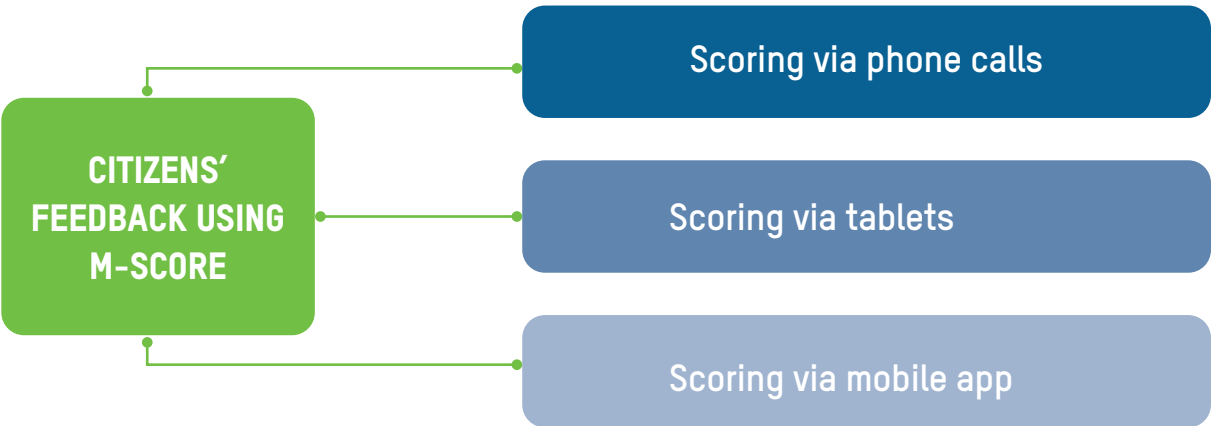 Scoring via phone calls
CITIZENS’
FEEDBACK USING
M-SCORE
Scoring via tablets
Scoring via mobile app